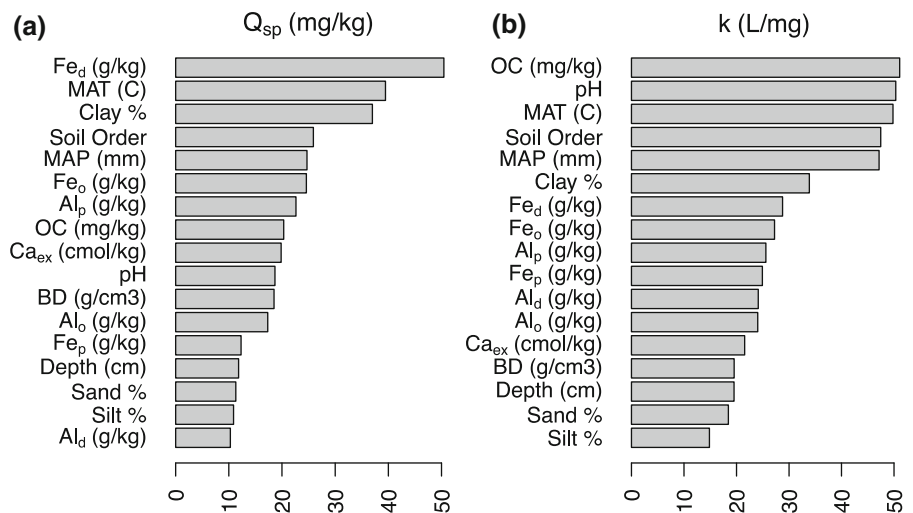 (a)
Qsp (mg/kg)
Fed (g/kg)
MAT (C)
Clay %
Soil Order
MAP (mm)
Feo (g/kg)
Alp (g/kg)
OC (mg/kg)
Caex (cmol/kg)
pH
BD (g/cm3)
Alo (g/kg)
Fep (g/kg)
Depth (cm)
Sand %
Silt %
Ald (g/kg)
0 10 20 30 40 50
(b)
k (L/mg)
OC (mg/kg)
pH
MAT (C)
Soil Order
MAP (mm)
Clay %
Fed (g/kg)
Feo (g/kg)
Alp (g/kg)
Fep (g/kg)
Ald (g/kg)
Alo (g/kg)
Caex (cmol/kg)
BD (g/cm3)
Depth (cm)
Sand %
Silt %
0 10 20 30 40 50